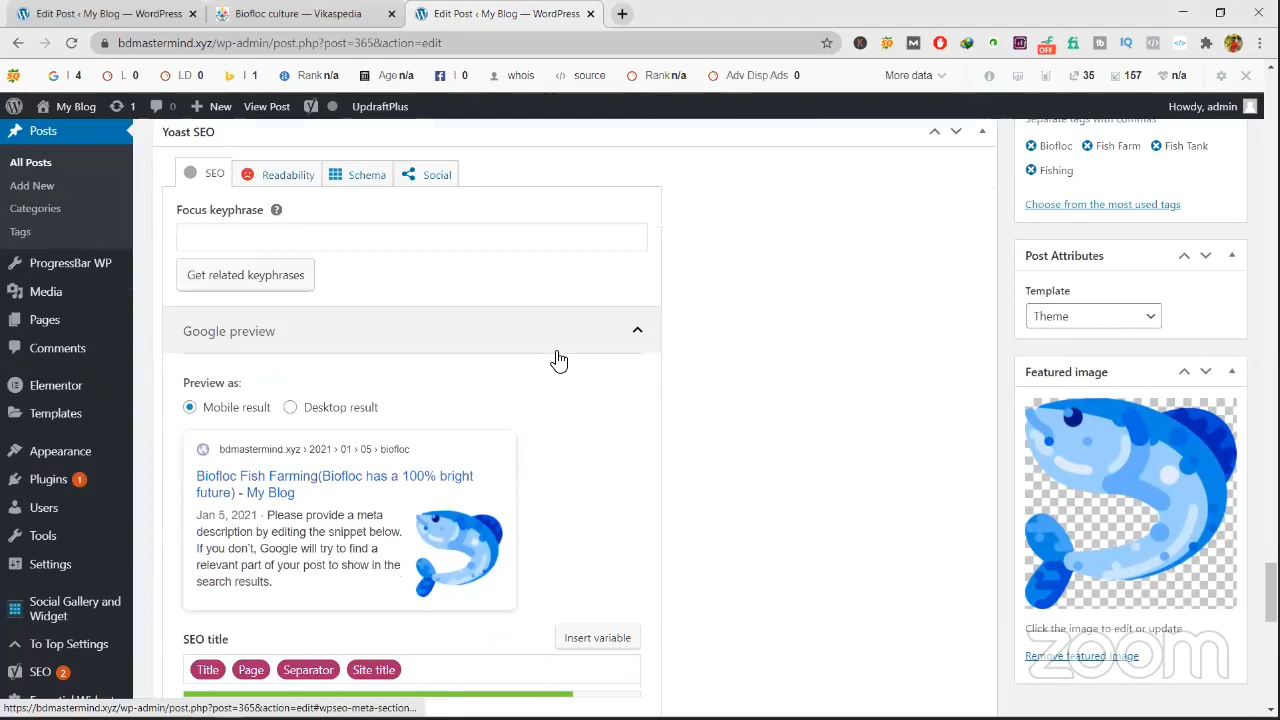 Edit Post ‹ My Blog — WordPress
Biofloc culture – Vikaspedia
Edit Post ‹ My Blog — WordPress
bdmastermind.xyz/wp-admin/post.php?post=365&action=edit
I 4
L 0
LD 0
I 1
Rank n/a
Age n/a
I 0
whois
source
Rank n/a
Adv Disp Ads 0
More data
35
157
n/a
My Blog
1
0
New
View Post
UpdraftPlus
Howdy, admin
Posts
All Posts
Add New
Categories
Tags
ProgressBar WP
Media
Pages
Comments
Elementor
Templates
Appearance
Plugins 1
Users
Tools
Settings
Social Gallery and
Widget
To Top Settings
SEO 2
Yoast SEO
SEO
Readability
Schema
Social
Focus keyphrase
Get related keyphrases
Google preview
Preview as:
Mobile result
Desktop result
bdmastermind.xyz › 2021 › 01 › 05 › biofloc
Biofloc Fish Farming(Biofloc has a 100% bright
future) - My Blog
Jan 5, 2021 · Please provide a meta
description by editing the snippet below.
If you don't, Google will try to find a
relevant part of your post to show in the
search results.
SEO title
Insert variable
Title
Page
Separator
Site title
Separate tags with commas
Biofloc
Fish Farm
Fish Tank
Fishing
Choose from the most used tags
Post Attributes
Template
Theme
Featured image
Click the image to edit or update
Remove featured image
zoom
https://bdmastermind.xyz/wp-admin/post.php?post=365&action=edit#wpseo-meta-section...